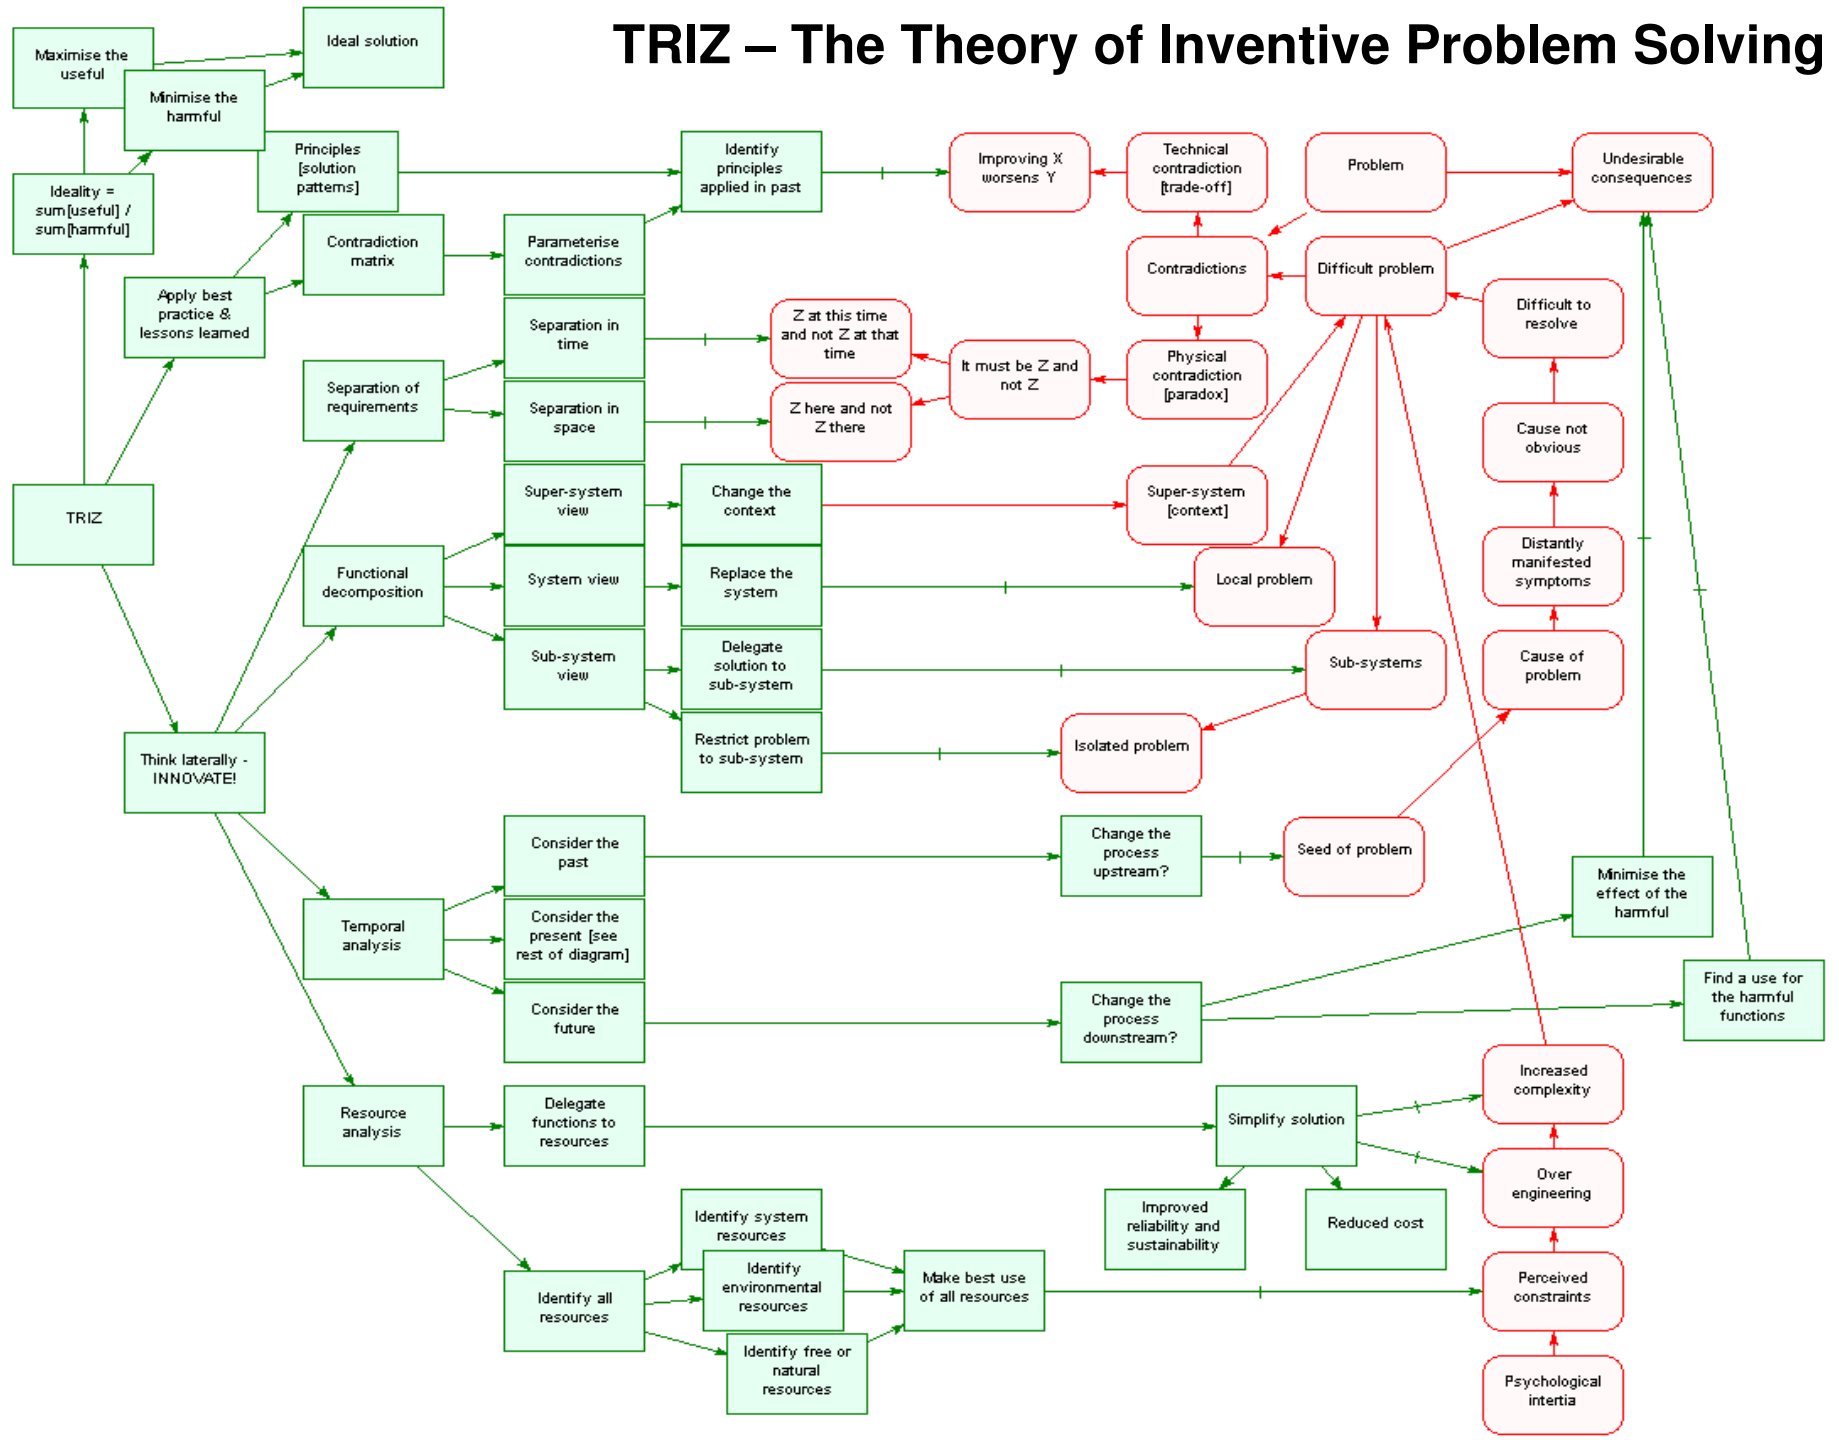 TRIZ – The Theory of Inventive Problem Solving
Maximise the
useful
Ideal solution
Minimise the
harmful
Principles
[solution
patterns]
Identify
principles
applied in past
Improving X
worsens Y
Technical
contradiction
[trade-off]
Problem
Undesirable
consequences
Ideality =
sum[useful] /
sum[harmful]
Contradiction
matrix
Parameterise
contradictions
Contradictions
Difficult problem
Apply best
practice &
lessons learned
Separation in
time
Z at this time
and not Z at that
time
Difficult to
resolve
It must be Z and
not Z
Physical
contradiction
[paradox]
Separation of
requirements
Separation in
space
Z here and not
Z there
Cause not
obvious
TRIZ
Super-system
view
Change the
context
Super-system
[context]
Functional
decomposition
System view
Replace the
system
Local problem
Distantly
manifested
symptoms
Sub-system
view
Delegate
solution to
sub-system
Sub-systems
Cause of
problem
Restrict problem
to sub-system
Isolated problem
Think laterally -
INNOVATE!
Consider the
past
Change the
process
upstream?
Seed of problem
Minimise the
effect of the
harmful
Temporal
analysis
Consider the
present [see
rest of diagram]
Consider the
future
Change the
process
downstream?
Find a use for
the harmful
functions
Increased
complexity
Resource
analysis
Delegate
functions to
resources
Simplify solution
Over
engineering
Improved
reliability and
sustainability
Reduced cost
Identify system
resources
Identify
environmental
resources
Identify all
resources
Make best use
of all resources
Perceived
constraints
Identify free or
natural
resources
Psychological
intertia